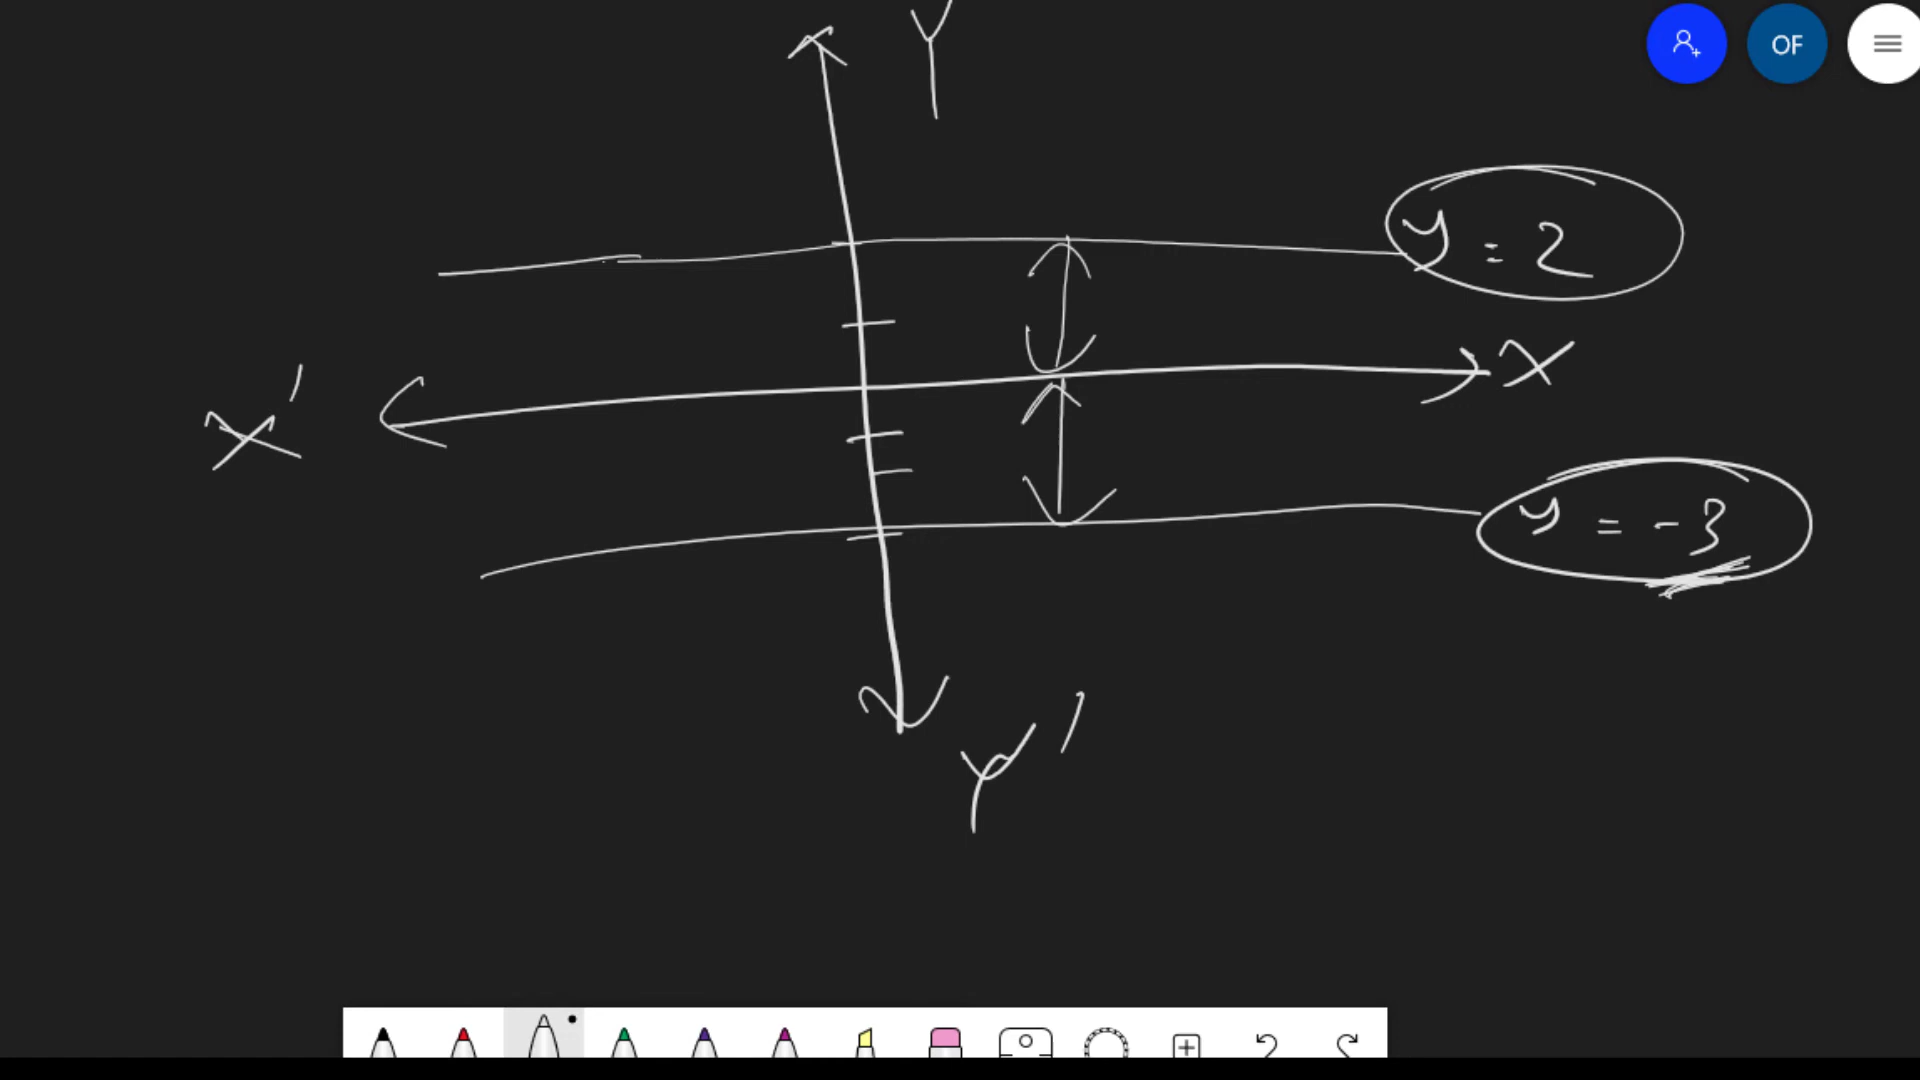 Y
OF
y = 2
X
X'
y = -3
Y'